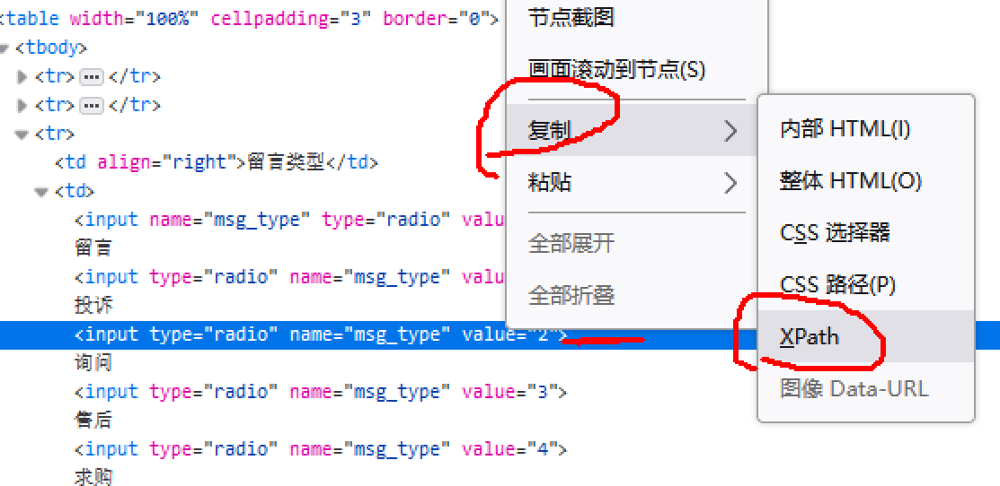 <table width="100%" cellpadding="3" border="0">
<tbody>
<tr> ••• </tr>
<tr> ••• </tr>
<tr>
<td align="right">留言类型</td>
<td>
<input name="msg_type" type="radio" valu
留言
<input type="radio" name="msg_type" valu
投诉
<input type="radio" name="msg_type" value="2">
询问
<input type="radio" name="msg_type" value="3">
售后
<input type="radio" name="msg_type" value="4">
求购
节点截图
画面滚动到节点(S)
复制
粘贴
全部展开
全部折叠
内部 HTML(I)
整体 HTML(O)
CSS 选择器
CSS 路径(P)
XPath
图像 Data-URL